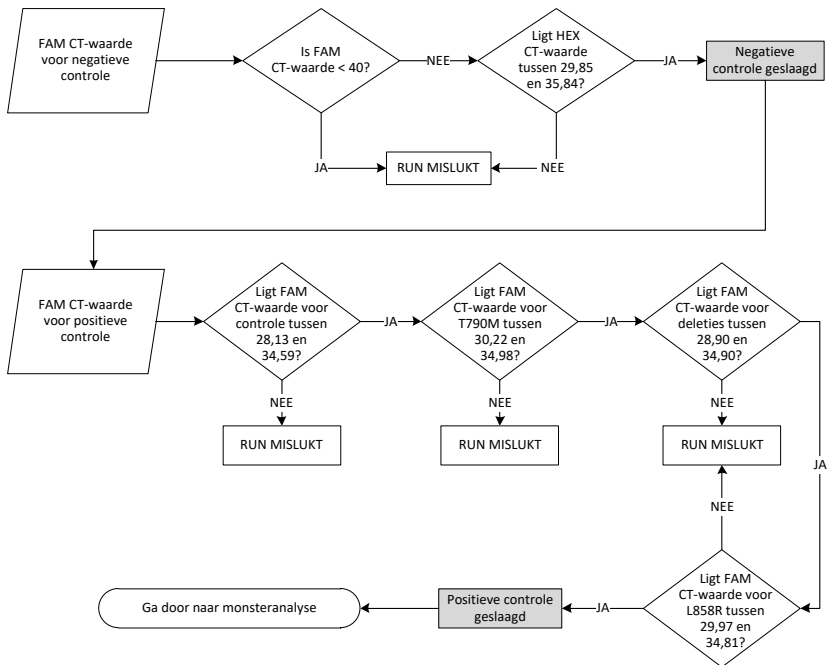 FAM CT-waarde
voor negatieve
controle
Is FAM
CT-waarde < 40?
NEE
Ligt HEX
CT-waarde
tussen 29,85
en 35,84?
JA
Negatieve
controle geslaagd
JA
RUN MISLUKT
NEE
FAM CT-waarde
voor positieve
controle
Ligt FAM
CT-waarde voor
controle tussen
28,13 en
34,59?
JA
Ligt FAM
CT-waarde voor
T790M tussen
30,22 en
34,98?
JA
Ligt FAM
CT-waarde voor
deleties tussen
28,90 en
34,90?
NEE
NEE
NEE
RUN MISLUKT
RUN MISLUKT
RUN MISLUKT
JA
NEE
Ga door naar monsteranalyse
Positieve controle
geslaagd
JA
Ligt FAM
CT-waarde voor
L858R tussen
29,97 en
34,81?